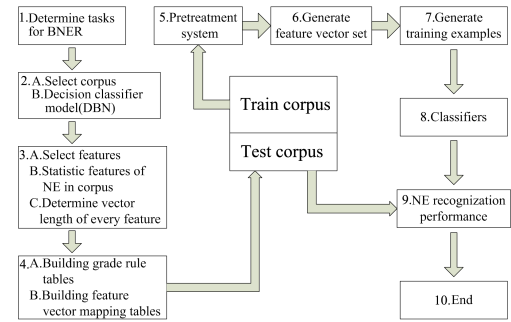 1.Determine tasks
for BNER
2.A.Select corpus
B.Decision classifier
model(DBN)
3.A.Select features
B.Statistic features of
NE in corpus
C.Determine vector
length of every feature
4.A.Building grade rule
tables
B.Building feature
vector mapping tables
Train corpus
Test corpus
5.Pretreatment
system
6.Generate
feature vector set
7.Generate
training examples
8.Classifiers
9.NE recognization
performance
10.End